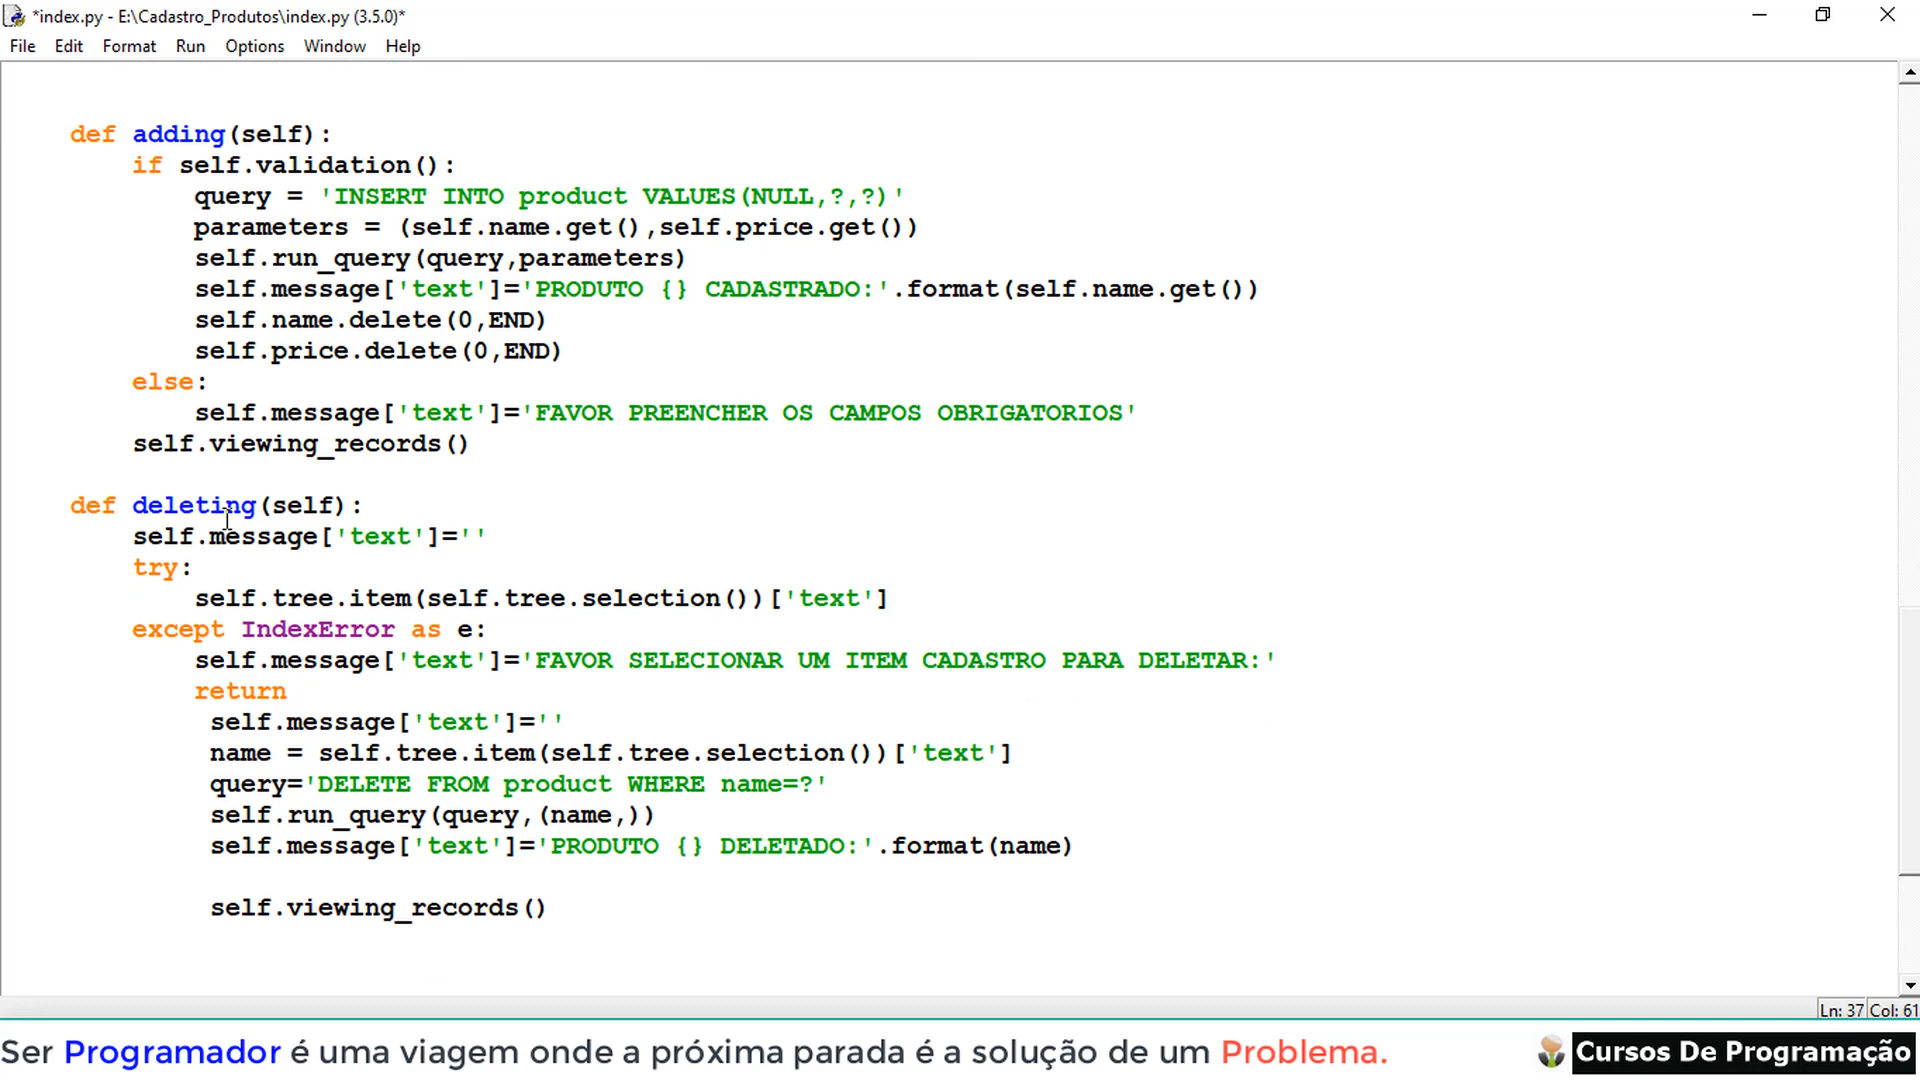 *index.py - E:\Cadastro_Produtos\index.py (3.5.0)*
File Edit Format Run Options Window Help
def adding(self):
if self.validation():
query = 'INSERT INTO product VALUES(NULL,?,?)'
parameters = (self.name.get(),self.price.get())
self.run_query(query,parameters)
self.message['text']='PRODUTO {} CADASTRADO:'.format(self.name.get())
self.name.delete(0,END)
self.price.delete(0,END)
else:
self.message['text']='FAVOR PREENCHER OS CAMPOS OBRIGATORIOS'
self.viewing_records()
def deleting(self):
self.message['text']=''
try:
self.tree.item(self.tree.selection())['text']
except IndexError as e:
self.message['text']='FAVOR SELECIONAR UM ITEM CADASTRO PARA DELETAR:'
return
self.message['text']=''
name = self.tree.item(self.tree.selection())['text']
query='DELETE FROM product WHERE name=?'
self.run_query(query,(name,))
self.message['text']='PRODUTO {} DELETADO:'.format(name)
self.viewing_records()
Ln: 37 Col: 61
Ser Programador é uma viagem onde a próxima parada é a solução de um Problema.
Cursos De Programação